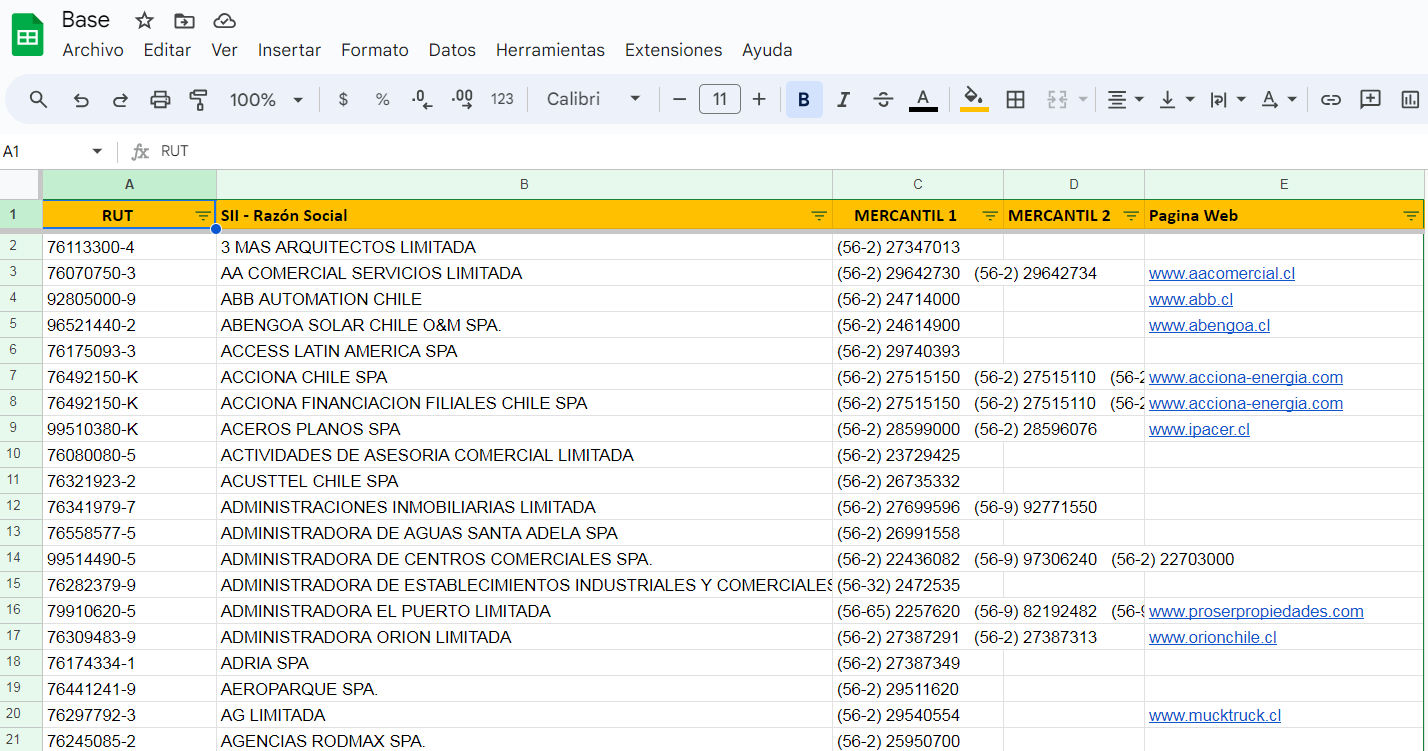 Base
Archivo Editar Ver Insertar Formato Datos Herramientas Extensiones Ayuda
100% $ % .0 .00 123 Calibri 11 B I S A A
A1 fx RUT
A B C D E
1 RUT SII - Razón Social MERCANTIL 1 MERCANTIL 2 Pagina Web
2 76113300-4 3 MAS ARQUITECTOS LIMITADA (56-2) 27347013
3 76070750-3 AA COMERCIAL SERVICIOS LIMITADA (56-2) 29642730 (56-2) 29642734 www.aacomercial.cl
4 92805000-9 ABB AUTOMATION CHILE (56-2) 24714000 www.abb.cl
5 96521440-2 ABENGOA SOLAR CHILE O&M SPA. (56-2) 24614900 www.abengoa.cl
6 76175093-3 ACCESS LATIN AMERICA SPA (56-2) 29740393
7 76492150-K ACCIONA CHILE SPA (56-2) 27515150 (56-2) 27515110 (56-2 www.acciona-energia.com
8 76492150-K ACCIONA FINANCIACION FILIALES CHILE SPA (56-2) 27515150 (56-2) 27515110 (56-2 www.acciona-energia.com
9 99510380-K ACEROS PLANOS SPA (56-2) 28599000 (56-2) 28596076 www.ipacer.cl
10 76080080-5 ACTIVIDADES DE ASESORIA COMERCIAL LIMITADA (56-2) 23729425
11 76321923-2 ACUSTTEL CHILE SPA (56-2) 26735332
12 76341979-7 ADMINISTRACIONES INMOBILIARIAS LIMITADA (56-2) 27699596 (56-9) 92771550
13 76558577-5 ADMINISTRADORA DE AGUAS SANTA ADELA SPA (56-2) 26991558
14 99514490-5 ADMINISTRADORA DE CENTROS COMERCIALES SPA. (56-2) 22436082 (56-9) 97306240 (56-2) 22703000
15 76282379-9 ADMINISTRADORA DE ESTABLECIMIENTOS INDUSTRIALES Y COMERCIALES (56-32) 2472535
16 79910620-5 ADMINISTRADORA EL PUERTO LIMITADA (56-65) 2257620 (56-9) 82192482 (56-9 www.proserpropiedades.com
17 76309483-9 ADMINISTRADORA ORION LIMITADA (56-2) 27387291 (56-2) 27387313 www.orionchile.cl
18 76174334-1 ADRIA SPA (56-2) 27387349
19 76441241-9 AEROPARQUE SPA. (56-2) 29511620
20 76297792-3 AG LIMITADA (56-2) 29540554 www.mucktruck.cl
21 76245085-2 AGENCIAS RODMAX SPA. (56-2) 25950700